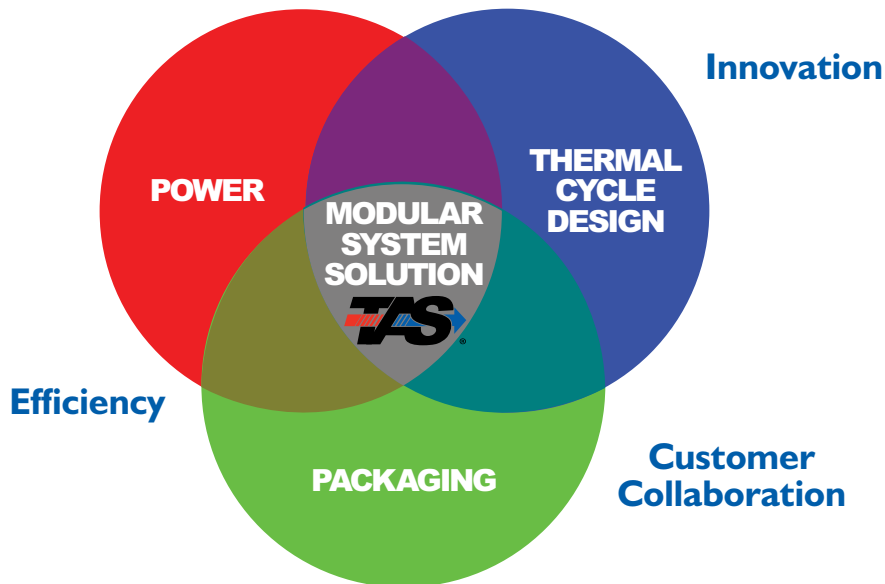 Innovation
POWER
THERMAL
CYCLE
DESIGN
MODULAR
SYSTEM
SOLUTION
TAS®
Efficiency
PACKAGING
Customer
Collaboration